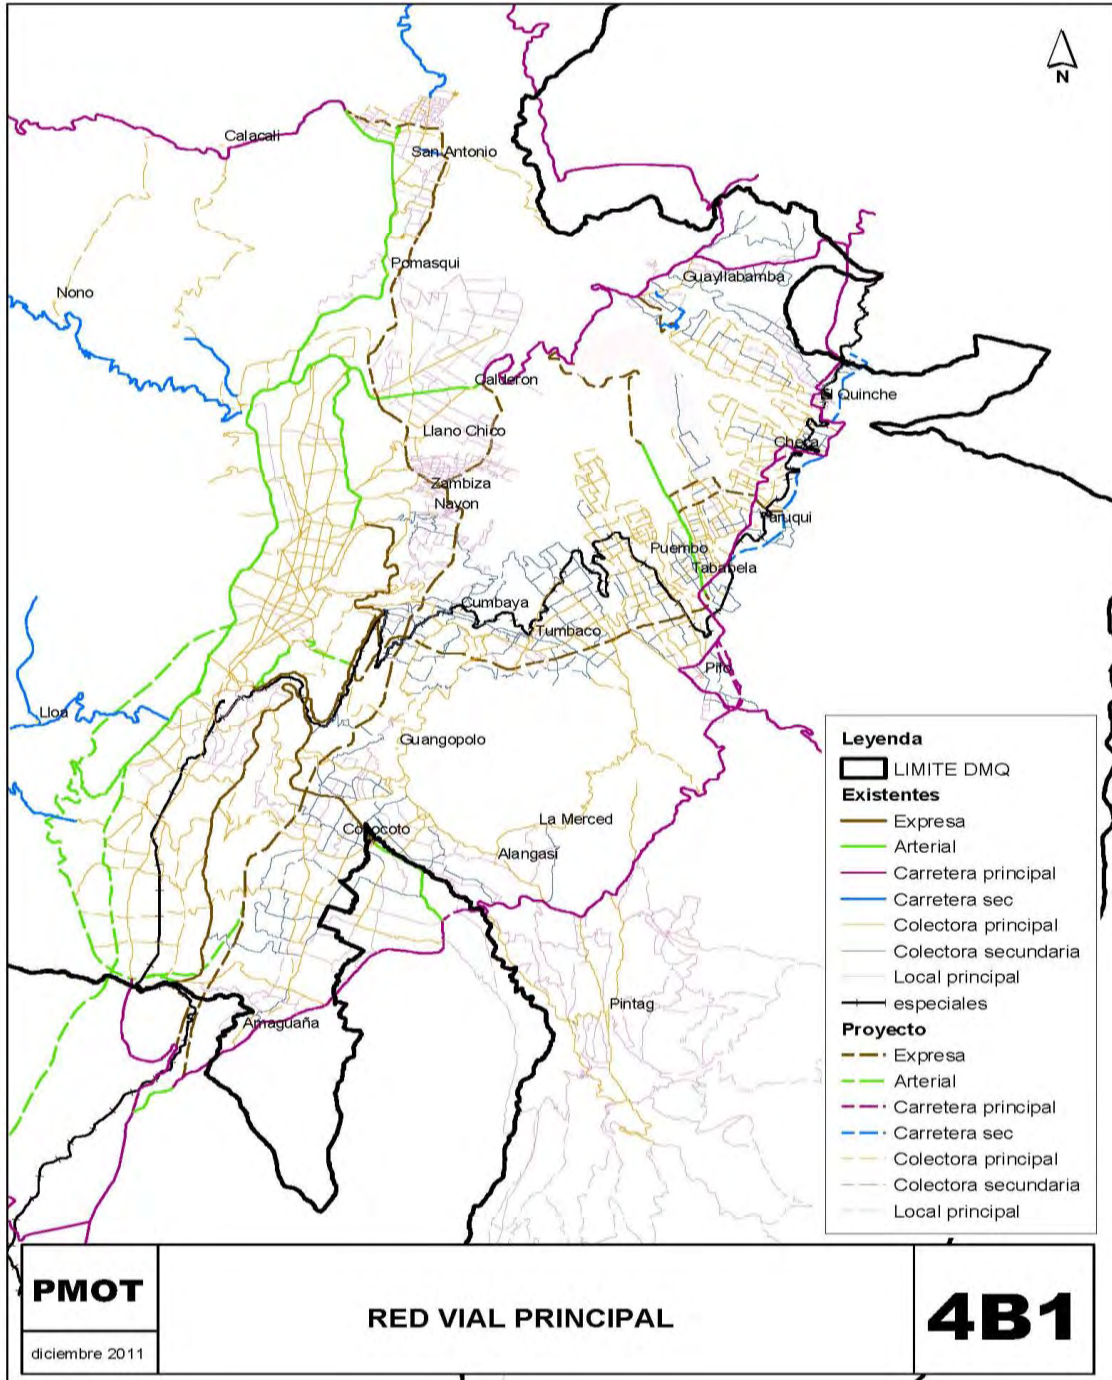 N
Calacali
San Antonio
Pomasqui
Nono
Guayllabamba
Calderon
El Quinche
Llano Chico
Checa
Zambiza
Nayon
Yaruqui
Puembo
Tababela
Cumbaya
Tumbaco
Pifo
Lloa
Guangopolo
La Merced
Conocoto
Alangasí
Pintag
Amaguaña
Leyenda
LIMITE DMQ
Existentes
Expresa
Arterial
Carretera principal
Carretera sec
Colectora principal
Colectora secundaria
Local principal
especiales
Proyecto
Expresa
Arterial
Carretera principal
Carretera sec
Colectora principal
Colectora secundaria
Local principal
PMOT
diciembre 2011
RED VIAL PRINCIPAL
4B1